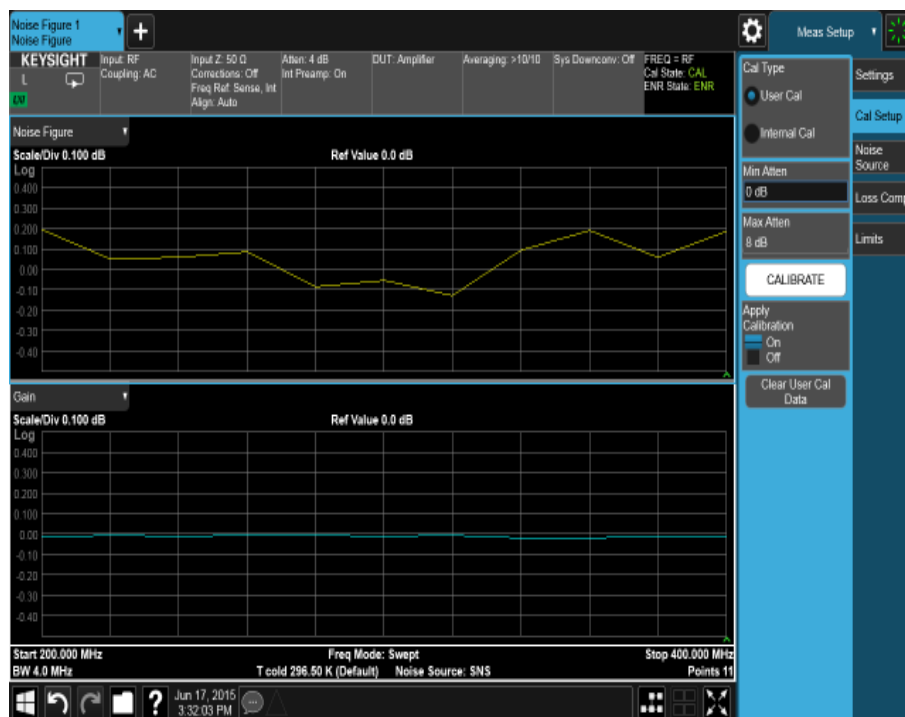 Noise Figure 1
Noise Figure
Meas Setup
KEYSIGHT
L
LXI
Input: RF
Coupling: AC
Input Z: 50 Ω
Corrections: Off
Freq Ref: Sense, Int
Align: Auto
Atten: 4 dB
Int Preamp: On
DUT: Amplifier
Averaging: >10/10
Sys Downconv: Off
FREQ = RF
Cal State: CAL
ENR State: ENR
Noise Figure
Scale/Div 0.100 dB
Ref Value 0.0 dB
Log
0.400
0.300
0.200
0.100
0.00
-0.10
-0.20
-0.30
-0.40
Gain
Scale/Div 0.100 dB
Ref Value 0.0 dB
Log
0.400
0.300
0.200
0.100
0.00
-0.10
-0.20
-0.30
-0.40
Start 200.000 MHz
Freq Mode: Swept
Stop 400.000 MHz
BW 4.0 MHz
T cold 296.50 K (Default)
Noise Source: SNS
Points 11
?
Jun 17, 2015
3:32:03 PM
Cal Type
User Cal
Internal Cal
Min Atten
0 dB
Max Atten
8 dB
CALIBRATE
Apply
Calibration
On
Off
Clear User Cal
Data
Settings
Cal Setup
Noise
Source
Loss Comp
Limits